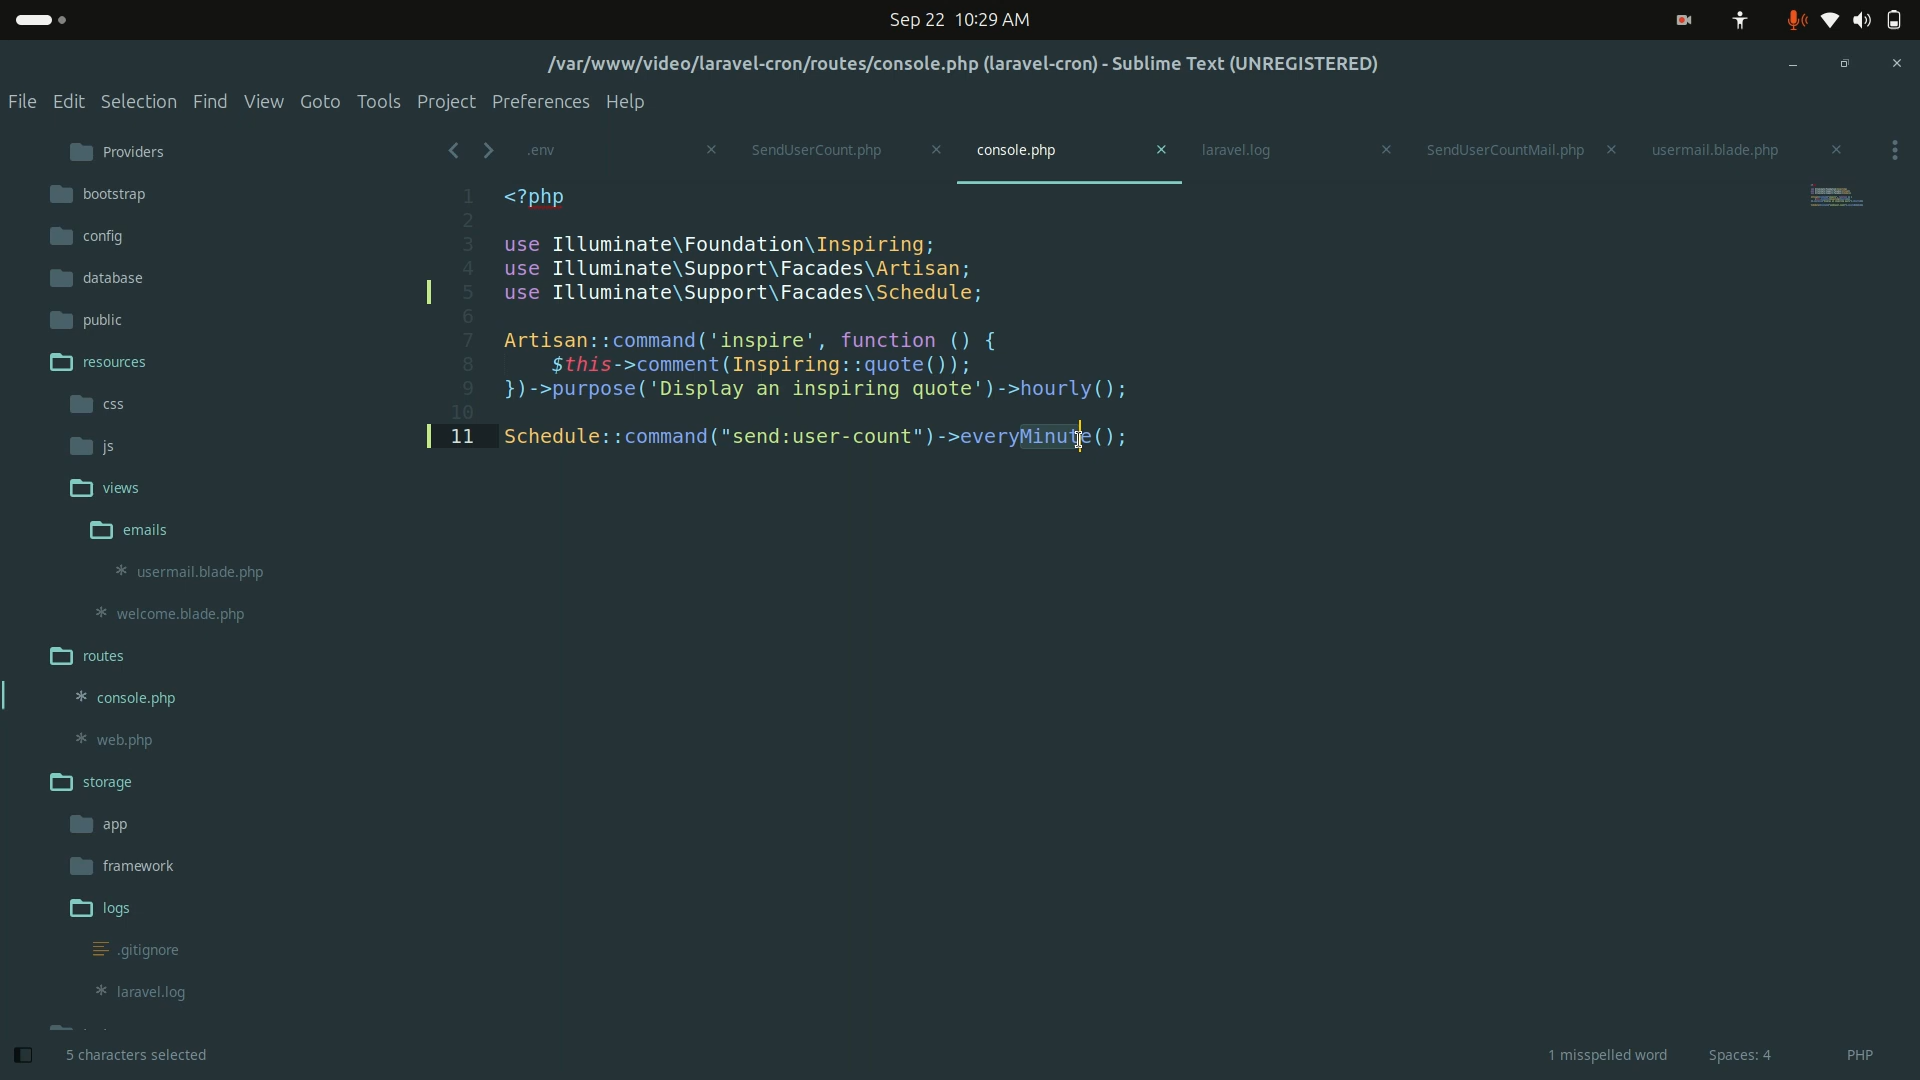 Sep 22 10:29 AM
/var/www/video/laravel-cron/routes/console.php (laravel-cron) - Sublime Text (UNREGISTERED)
File Edit Selection Find View Goto Tools Project Preferences Help
.env SendUserCount.php console.php laravel.log SendUserCountMail.php usermail.blade.php
Providers
bootstrap
config
database
public
resources
css
js
views
emails
usermail.blade.php
welcome.blade.php
routes
console.php
web.php
storage
app
framework
logs
.gitignore
laravel.log
1 <?php
2
3 use Illuminate\Foundation\Inspiring;
4 use Illuminate\Support\Facades\Artisan;
5 use Illuminate\Support\Facades\Schedule;
6
7 Artisan::command('inspire', function () {
8     $this->comment(Inspiring::quote());
9 })->purpose('Display an inspiring quote')->hourly();
10
11 Schedule::command("send:user-count")->everyMinute();
5 characters selected
1 misspelled word Spaces: 4 PHP